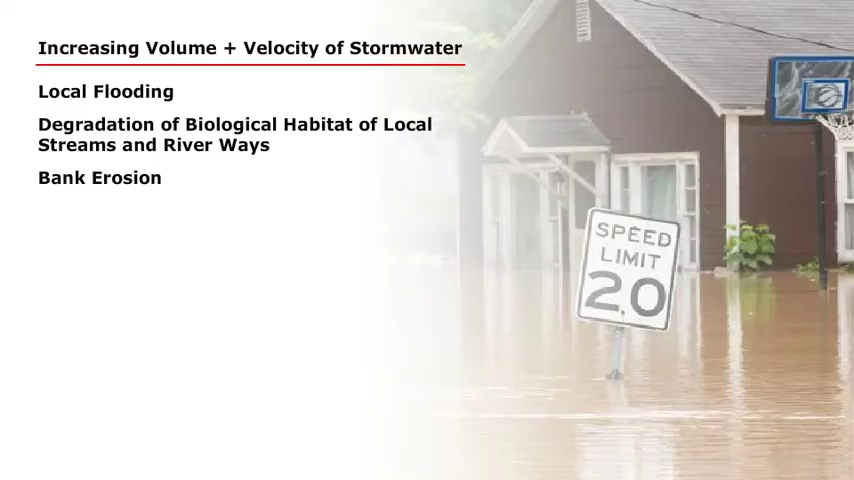 Increasing Volume + Velocity of Stormwater
Local Flooding
Degradation of Biological Habitat of Local
Streams and River Ways
Bank Erosion
SPEED
LIMIT
20